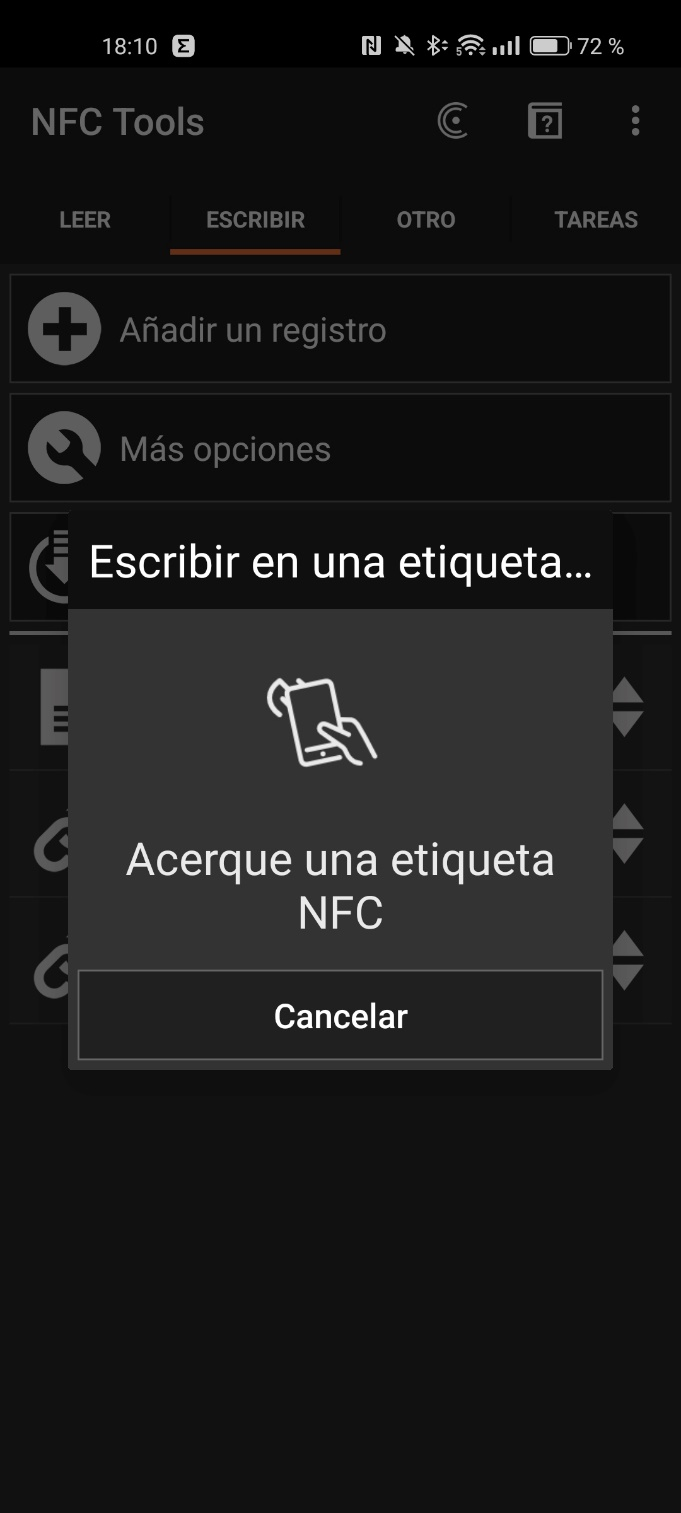 18:10 Σ 5 72 %
NFC Tools
LEER ESCRIBIR OTRO TAREAS
Añadir un registro
Más opciones
Escribir en una etiqueta...
Acerque una etiqueta
NFC
Cancelar